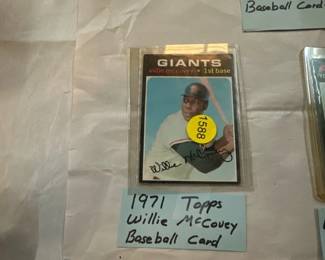 Baseball Card
GIANTS
willie mccovey • 1st base
1588
Willie McCovey
1971 Topps
Willie McCovey
Baseball Card